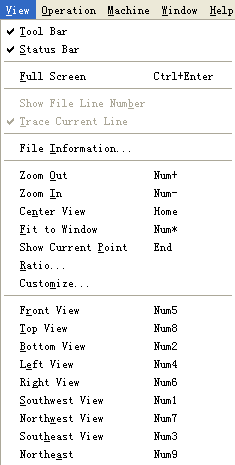 View Operation Machine Window Help
Tool Bar
Status Bar
Full Screen Ctrl+Enter
Show File Line Number
Trace Current Line
File Information...
Zoom Out Num+
Zoom In Num-
Center View Home
Fit to Window Num*
Show Current Point End
Ratio...
Customize...
Front View Num5
Top View Num8
Bottom View Num2
Left View Num4
Right View Num6
Southwest View Num1
Northwest View Num7
Southeast View Num3
Northeast Num9